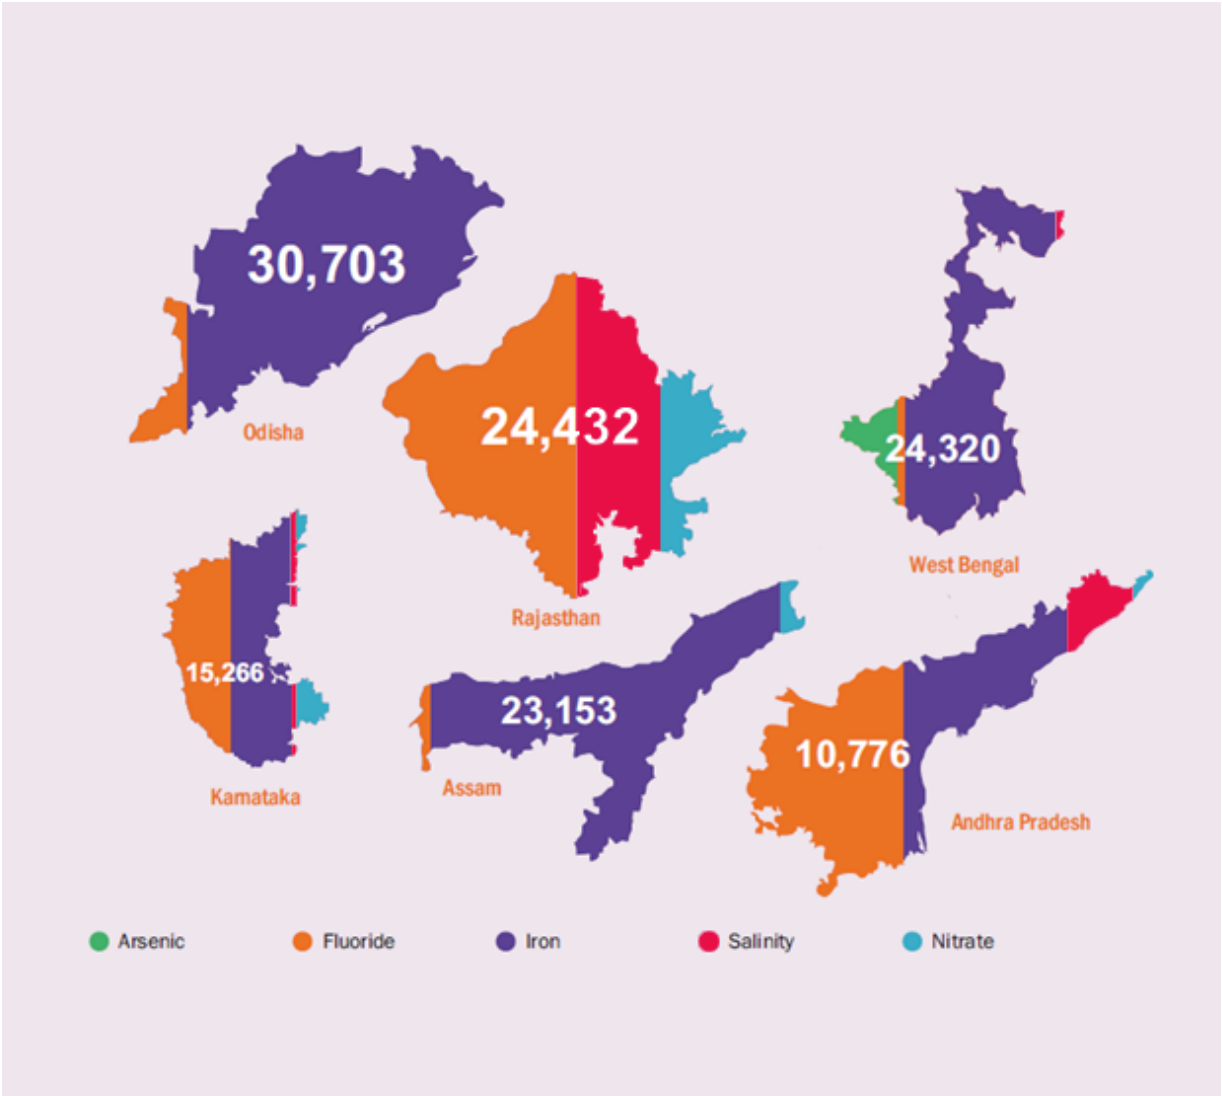 30,703
Odisha
24,432
Rajasthan
24,320
West Bengal
15,266
Karnataka
23,153
Assam
10,776
Andhra Pradesh
Arsenic
Fluoride
Iron
Salinity
Nitrate